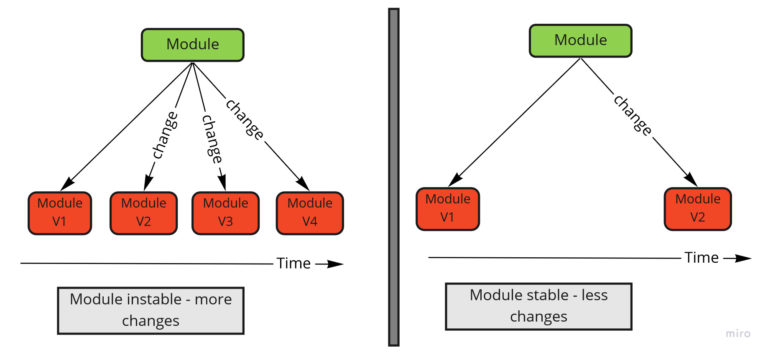 Module
change
change
change
Module
V1
Module
V2
Module
V3
Module
V4
Time
Module instable - more
changes
Module
change
Module
V1
Module
V2
Time
Module stable - less
changes
miro